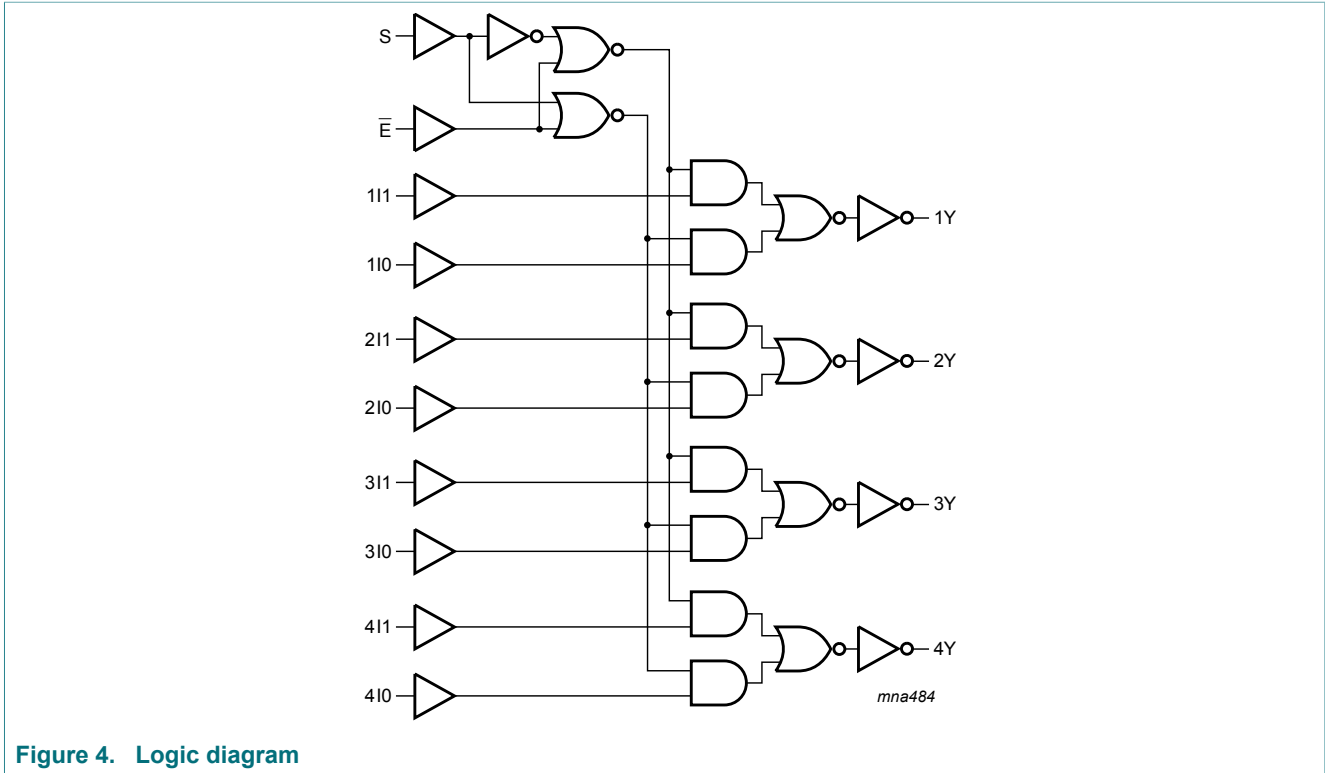 S
E̅
1I1
1Y
1I0
2I1
2Y
2I0
3I1
3Y
3I0
4I1
4Y
4I0
mna484
Figure 4. Logic diagram